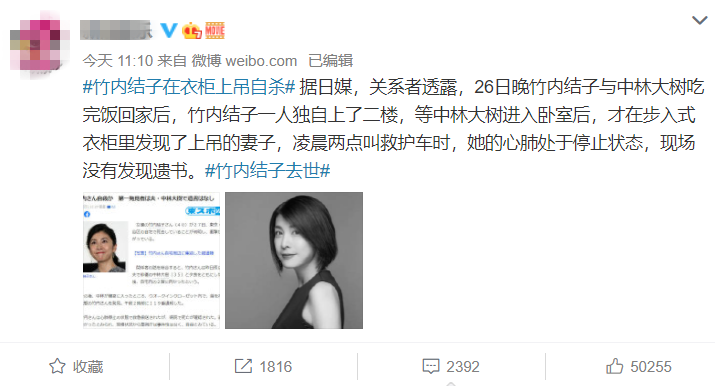 乐
今天 11:10 来自 微博 weibo.com 已编辑
#竹内结子在衣柜上吊自杀# 据日媒，关系者透露，26日晚竹内结子与中林大树吃
完饭回家后，竹内结子一人独自上了二楼，等中林大树进入卧室后，才在步入式
衣柜里发现了上吊的妻子，凌晨两点叫救护车时，她的心肺处于停止状态，现场
没有发现遗书。#竹内结子去世#
東スポ
收藏
1816
2392
50255